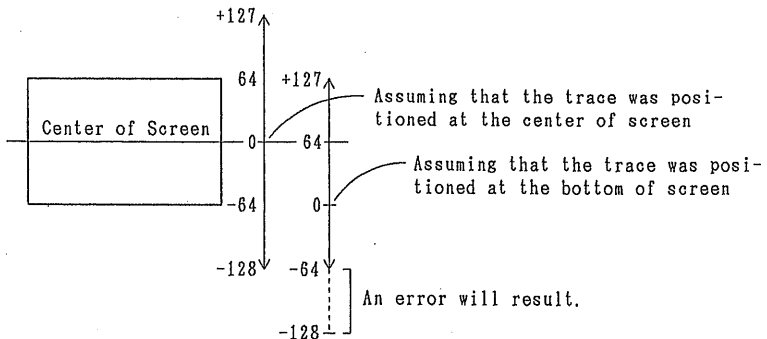 +127
64
+127
Assuming that the trace was posi-
tioned at the center of screen
Center of Screen
0
64
Assuming that the trace was posi-
tioned at the bottom of screen
-64
0
-128
-64
An error will result.
-128